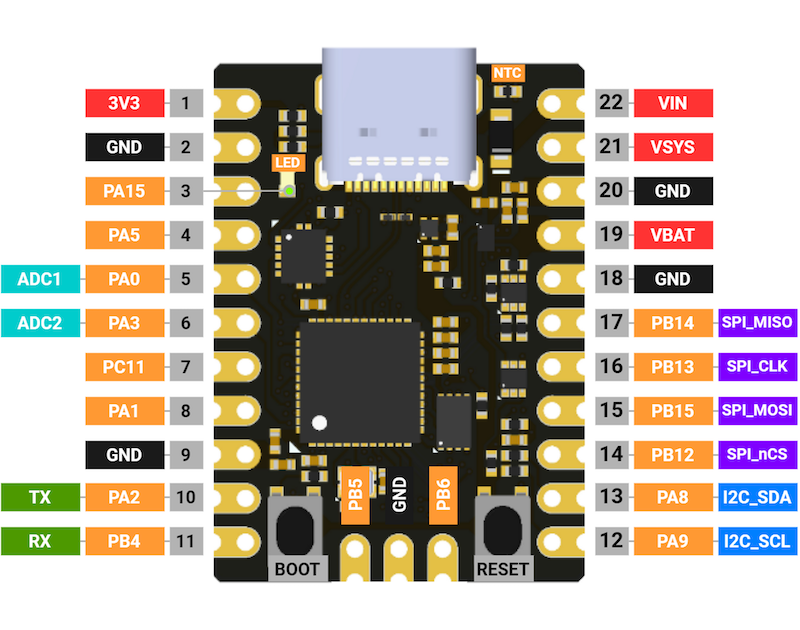 NTC
3V3 1 22 VIN
GND 2 21 VSYS
LED
PA15 3 20 GND
PA5 4 19 VBAT
ADC1 PA0 5 18 GND
ADC2 PA3 6 17 PB14 SPI_MISO
PC11 7 16 PB13 SPI_CLK
PA1 8 15 PB15 SPI_MOSI
GND 9 14 PB12 SPI_nCS
TX PA2 10 13 PA8 I2C_SDA
PB5 GND PB6
RX PB4 11 12 PA9 I2C_SCL
BOOT RESET